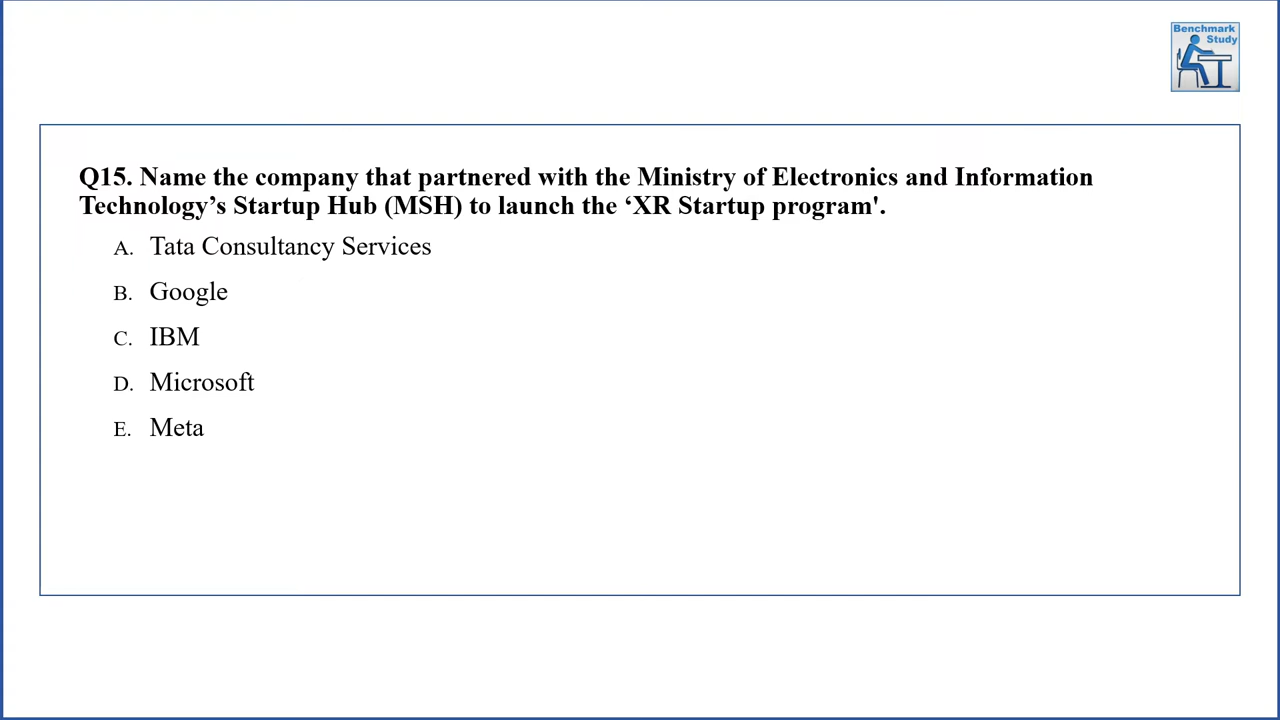 Benchmark
Study
Q15. Name the company that partnered with the Ministry of Electronics and Information
Technology’s Startup Hub (MSH) to launch the ‘XR Startup program'.
A. Tata Consultancy Services
B. Google
C. IBM
D. Microsoft
E. Meta